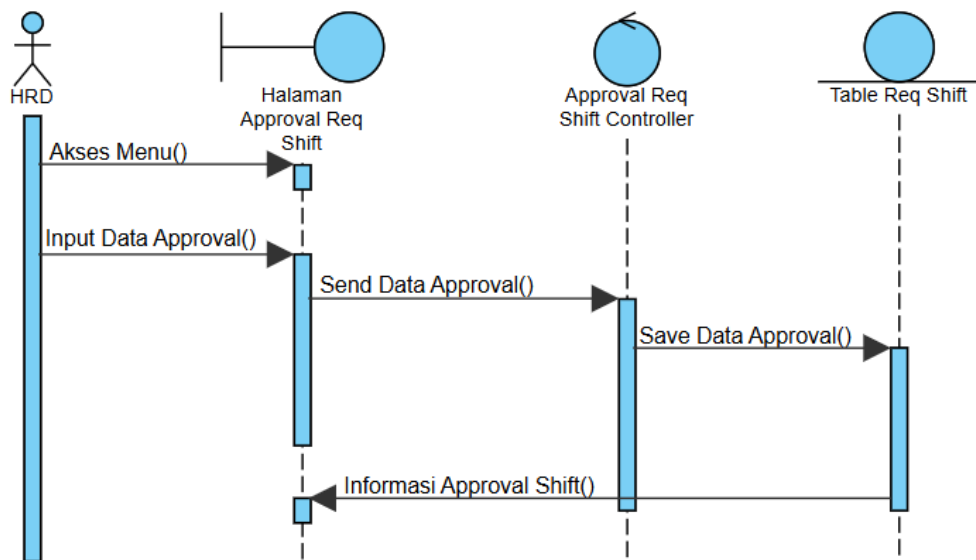 HRD
Halaman
Approval Req
Shift
Approval Req
Shift Controller
Table Req Shift
Akses Menu()
Input Data Approval()
Send Data Approval()
Save Data Approval()
Informasi Approval Shift()